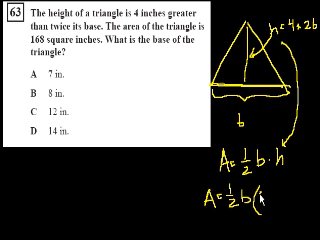 63 The height of a triangle is 4 inches greater
than twice its base. The area of the triangle is
168 square inches. What is the base of the
triangle?
A 7 in.
B 8 in.
C 12 in.
D 14 in.
h = 4 + 2b
b
A = 1/2 b · h
A = 1/2 b (